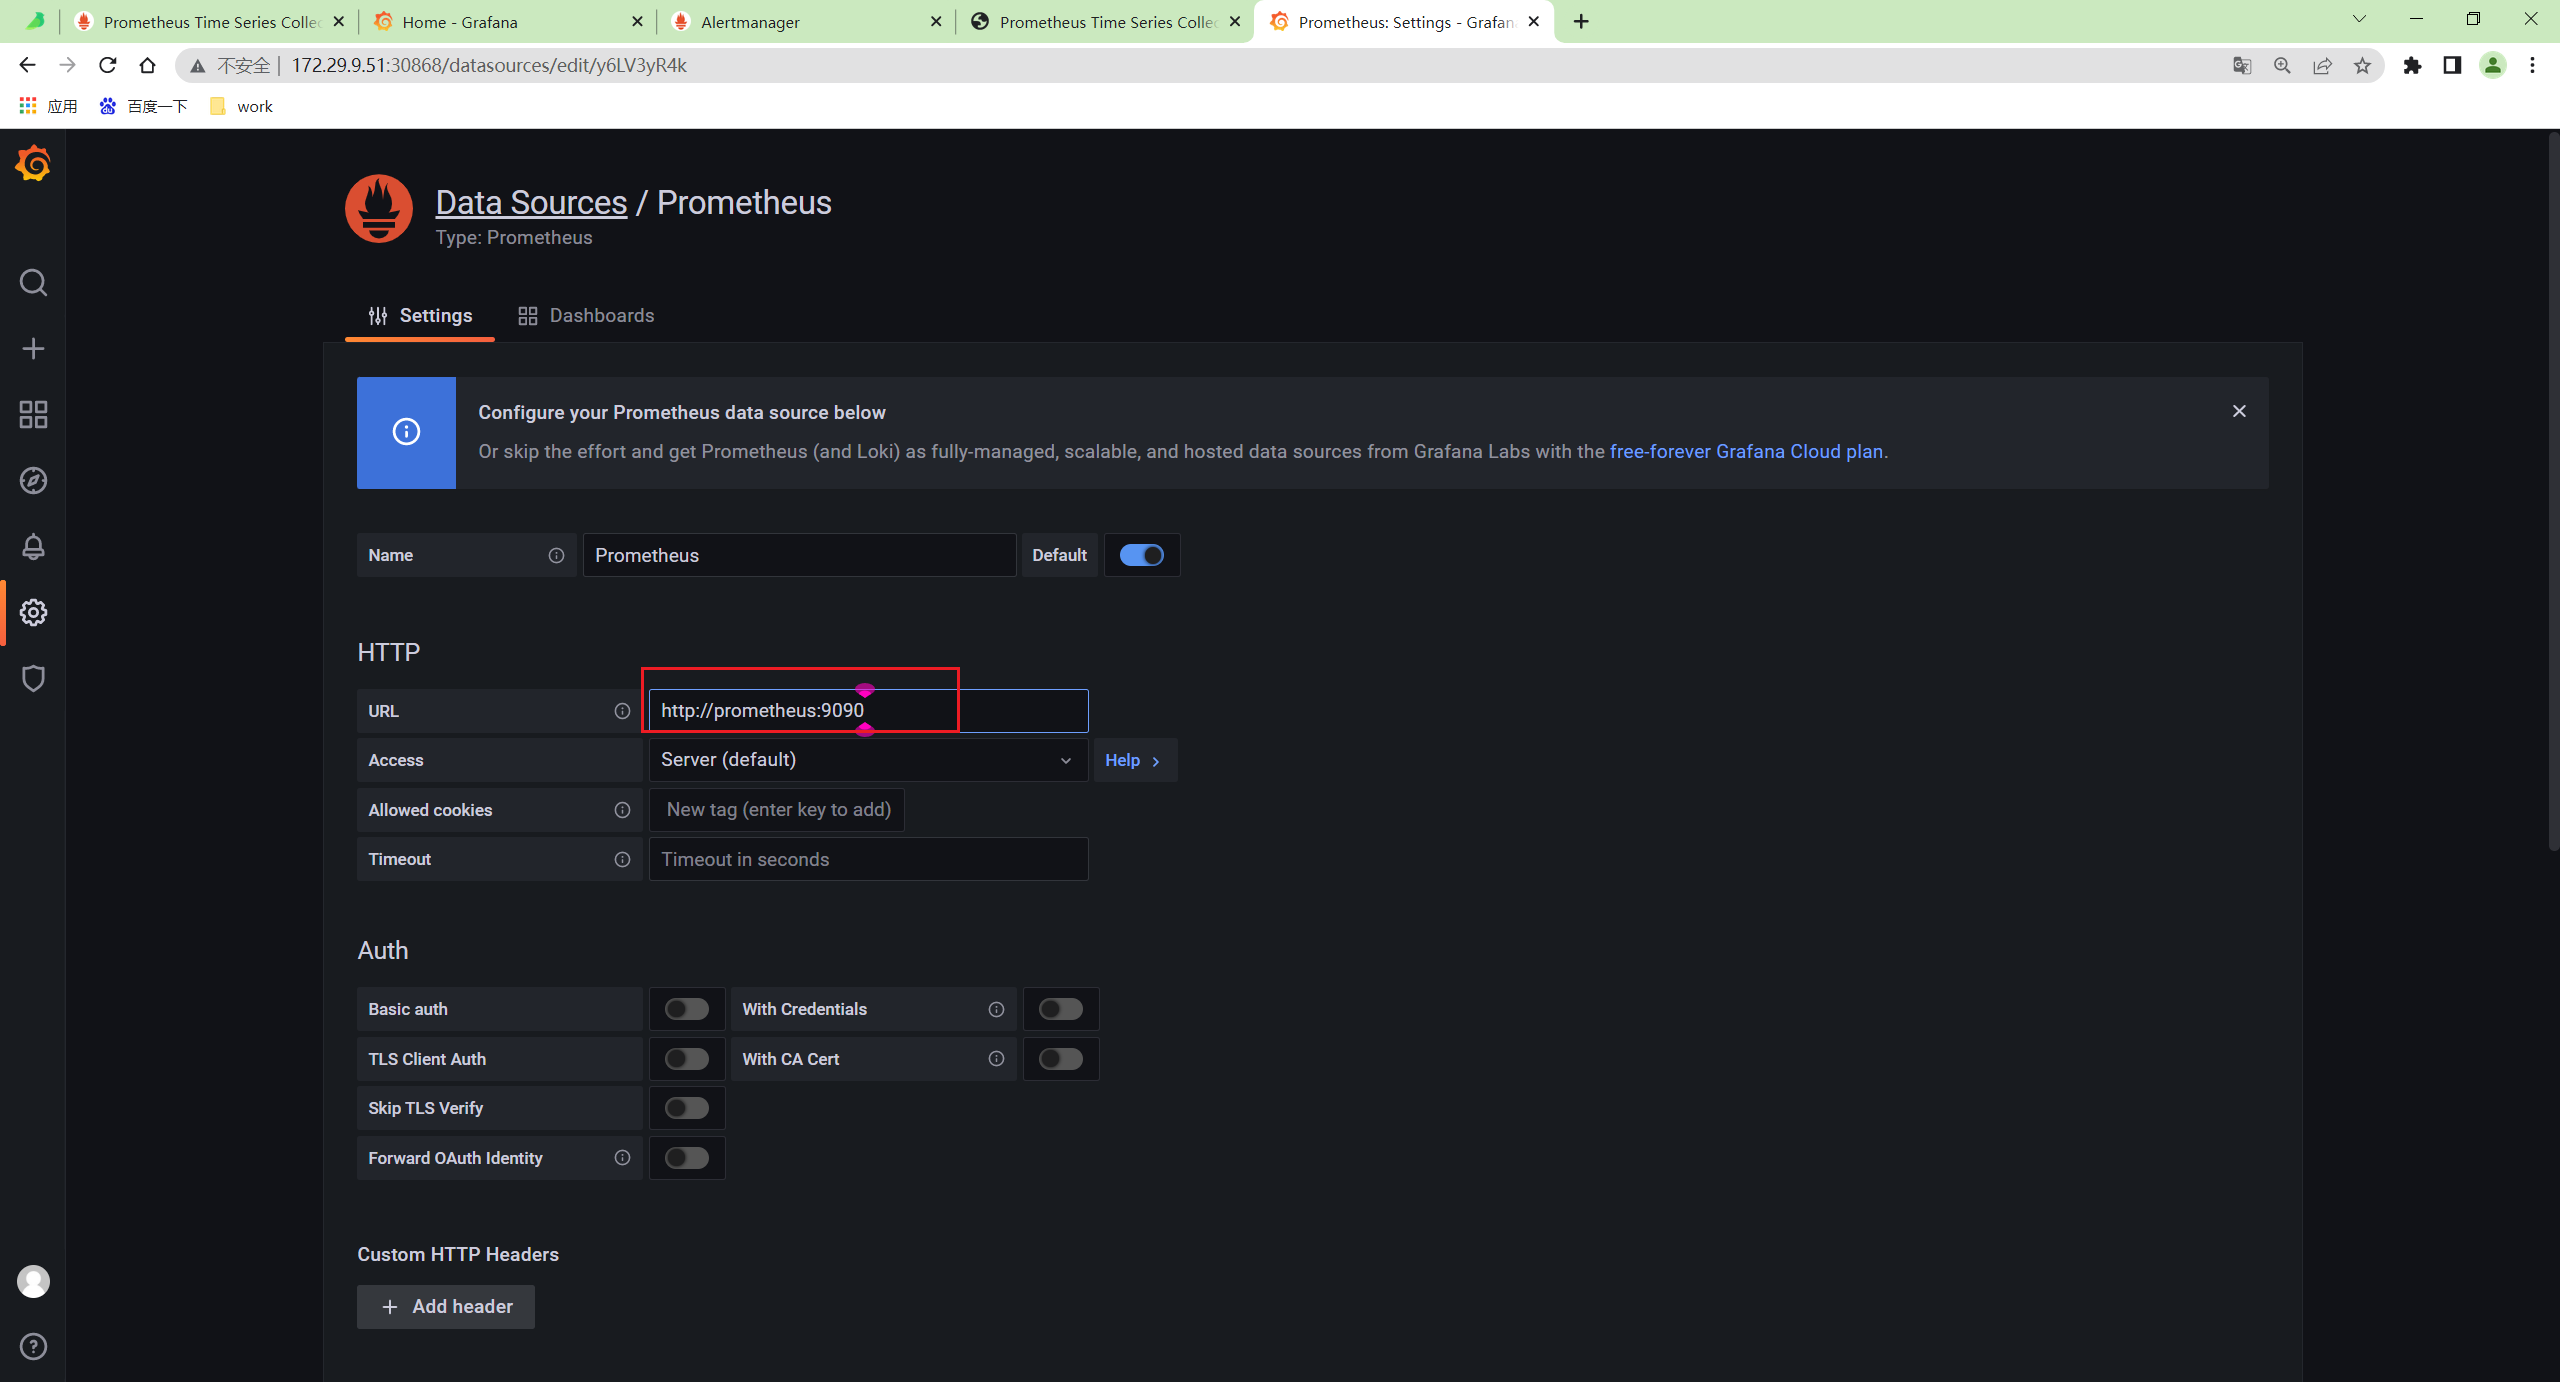 Prometheus Time Series Collec
Home - Grafana
Alertmanager
Prometheus Time Series Collec
Prometheus: Settings - Grafan
不安全 | 172.29.9.51:30868/datasources/edit/y6LV3yR4k
应用 百度一下 work
Data Sources / Prometheus
Type: Prometheus
Settings Dashboards
Configure your Prometheus data source below
Or skip the effort and get Prometheus (and Loki) as fully-managed, scalable, and hosted data sources from Grafana Labs with the free-forever Grafana Cloud plan.
Name Prometheus Default
HTTP
URL http://prometheus:9090
Access Server (default) Help
Allowed cookies New tag (enter key to add)
Timeout Timeout in seconds
Auth
Basic auth With Credentials
TLS Client Auth With CA Cert
Skip TLS Verify
Forward OAuth Identity
Custom HTTP Headers
+ Add header